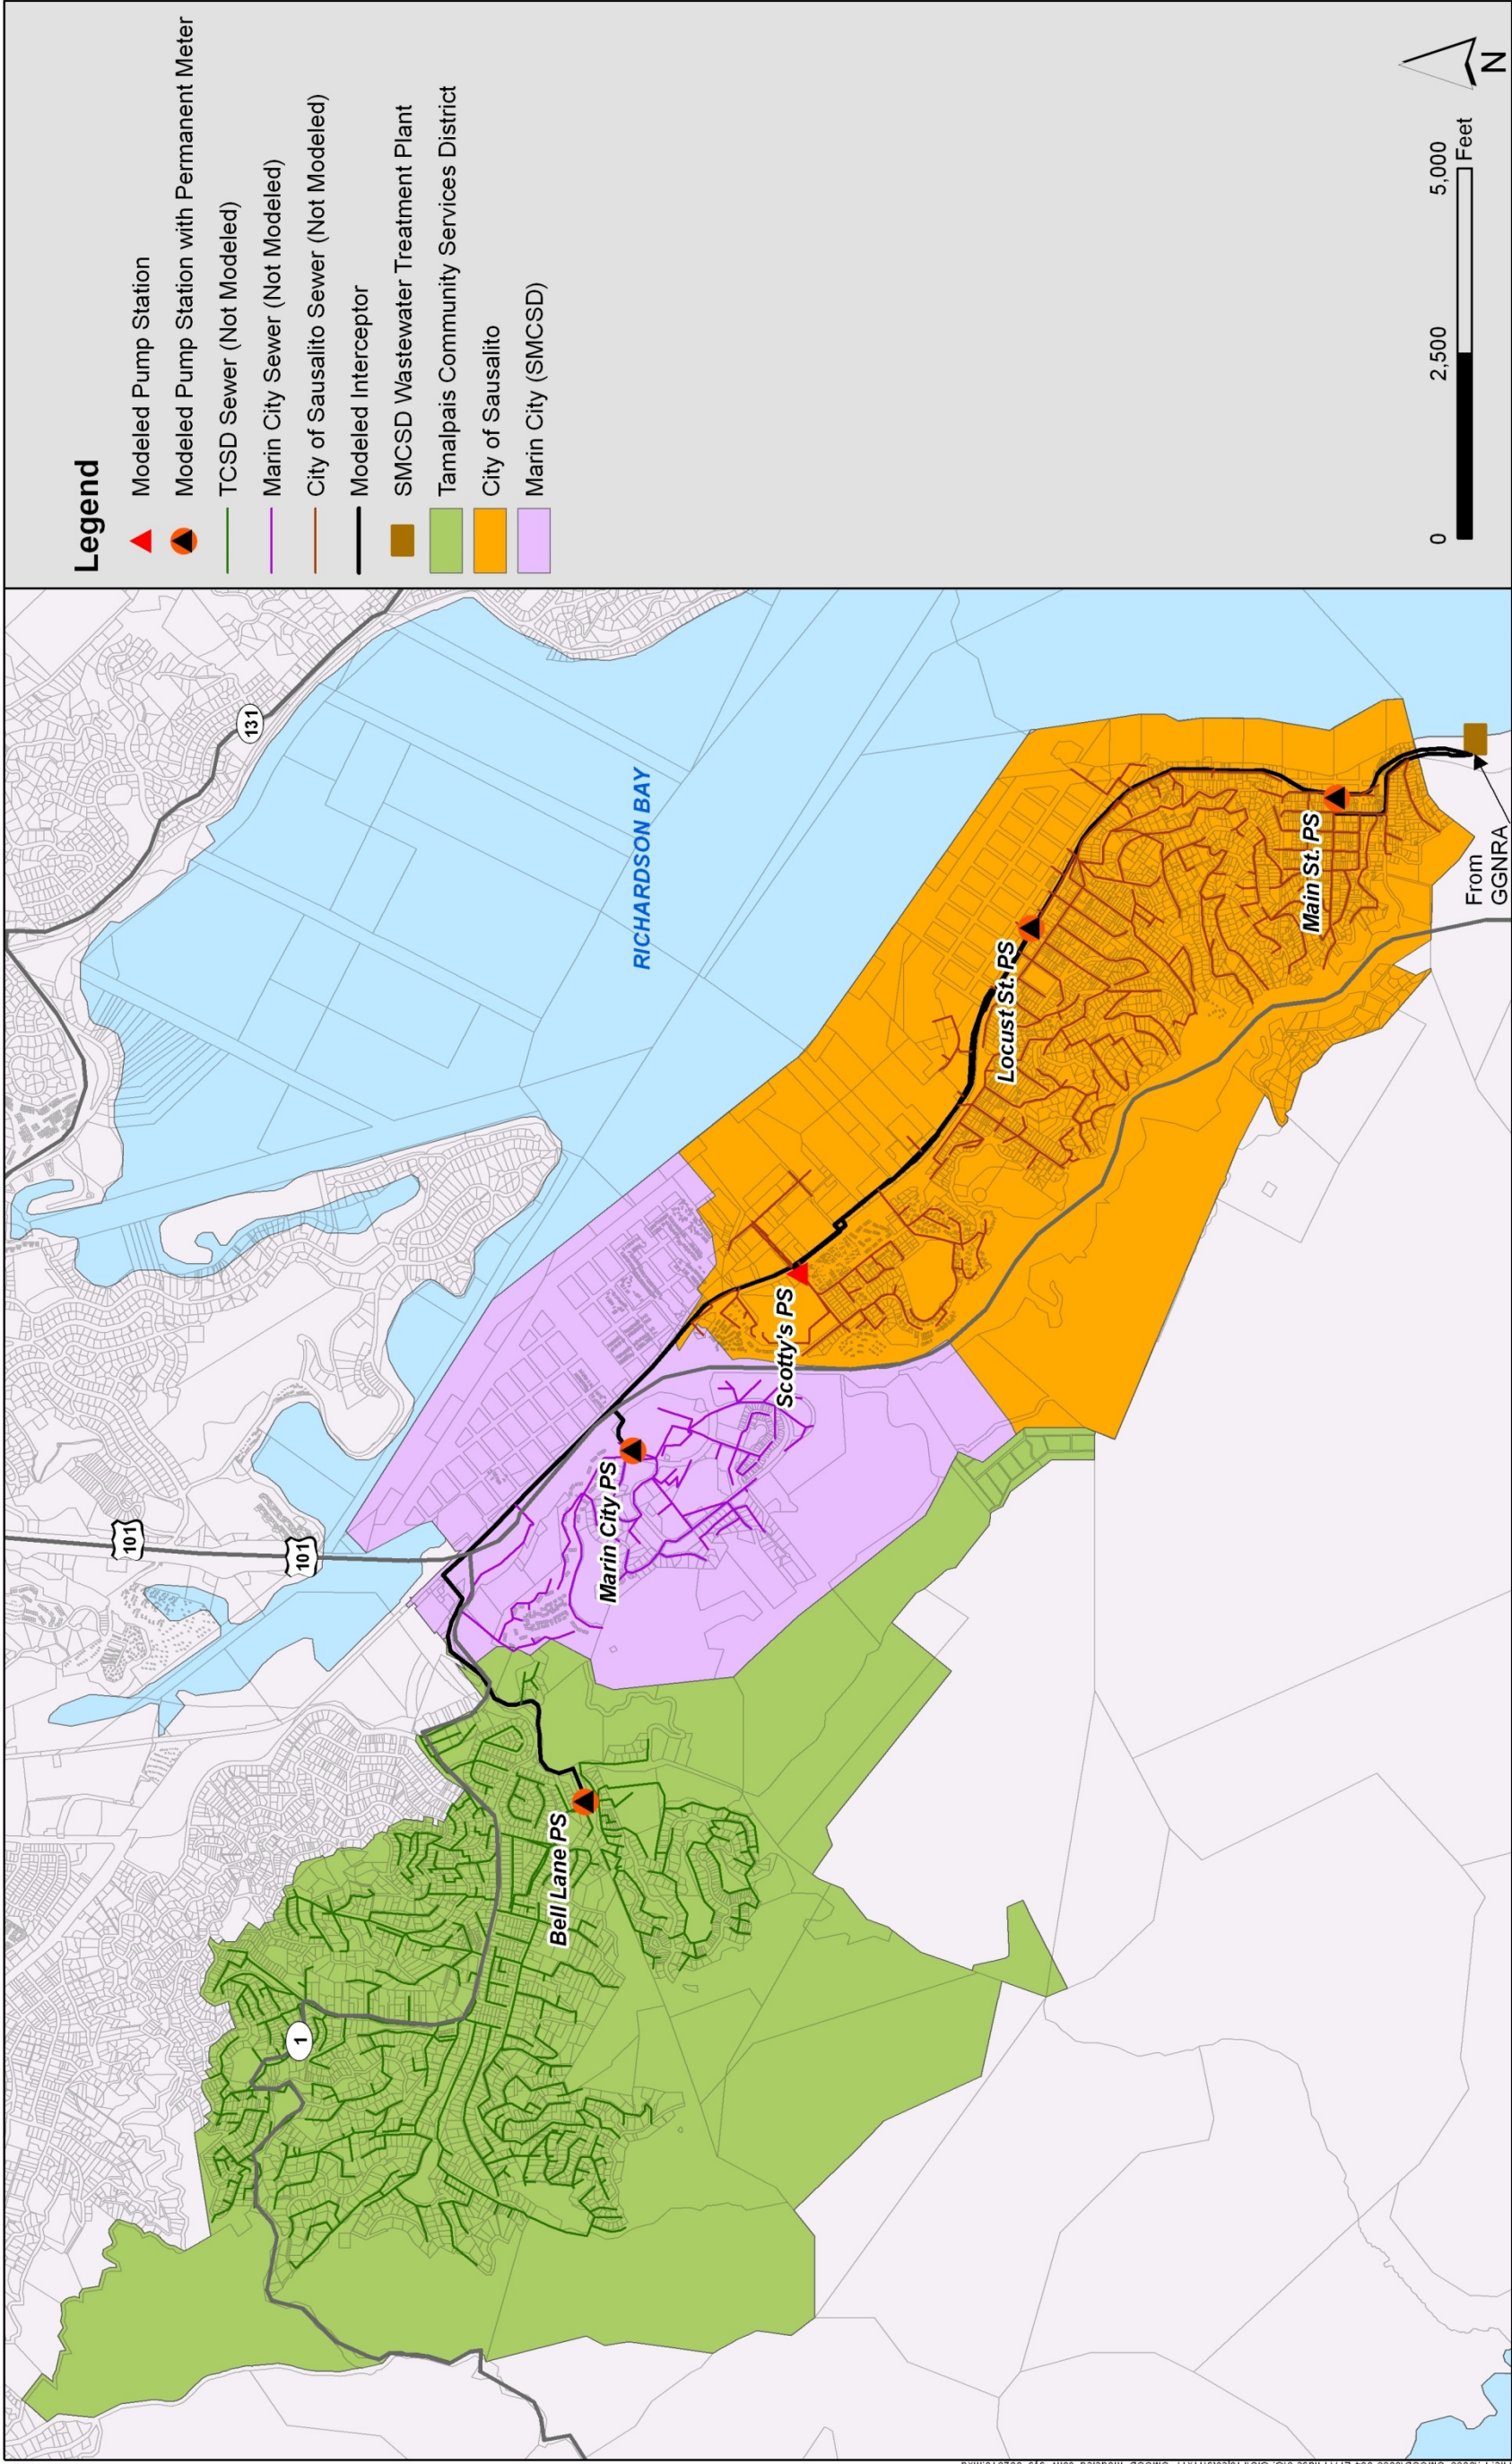 Legend
Modeled Pump Station
Modeled Pump Station with Permanent Meter
TCSD Sewer (Not Modeled)
Marin City Sewer (Not Modeled)
City of Sausalito Sewer (Not Modeled)
Modeled Interceptor
SMCSD Wastewater Treatment Plant
Tamalpais Community Services District
City of Sausalito
Marin City (SMCSD)
0 2,500 5,000
Feet
N
131
101
101
1
RICHARDSON BAY
Bell Lane PS
Marin City PS
Scotty's PS
Locust St. PS
Main St. PS
From
GGNRA